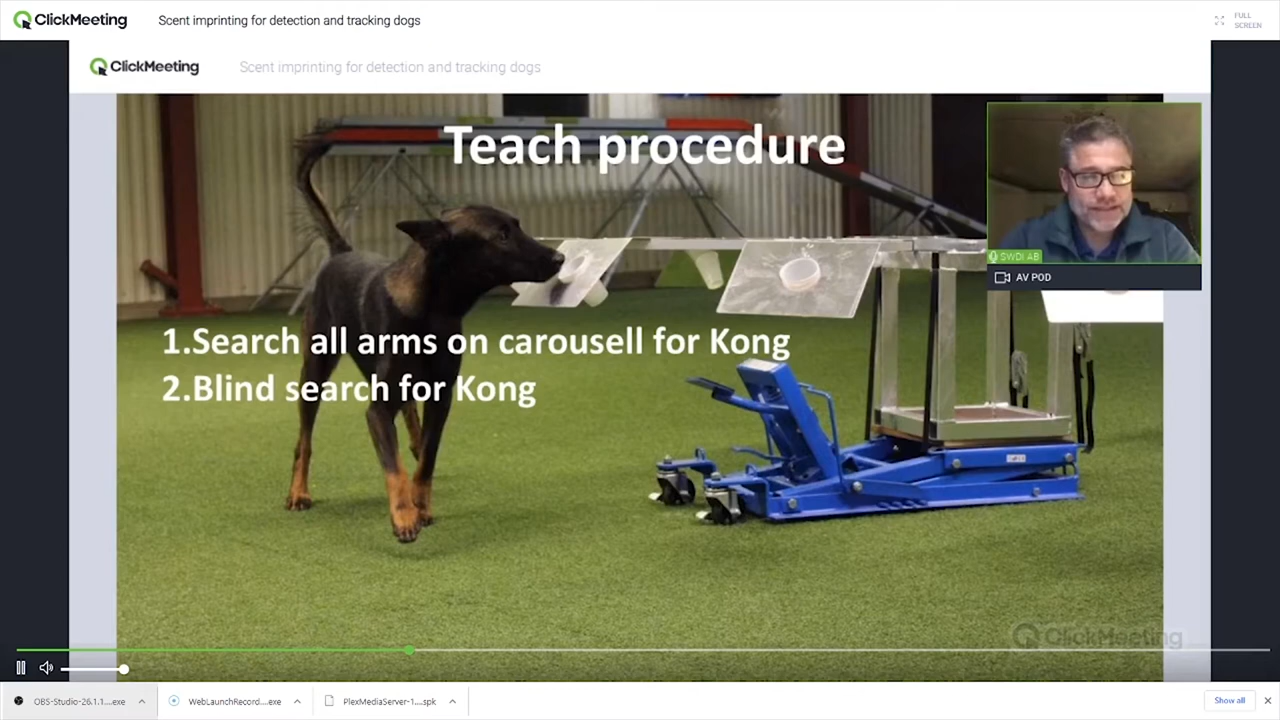 ClickMeeting Scent imprinting for detection and tracking dogs
FULL
SCREEN
ClickMeeting Scent imprinting for detection and tracking dogs
Teach procedure
SWDI AB
AV POD
1.Search all arms on carousell for Kong
2.Blind search for Kong
ClickMeeting
OBS-Studio-26.1.1....exe WebLaunchRecord....exe PlexMediaServer-1....spk Show all